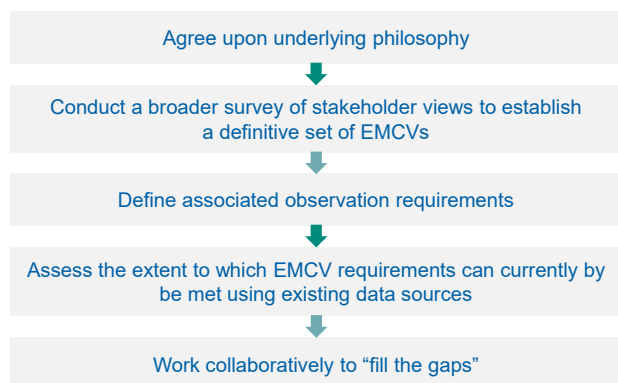 Agree upon underlying philosophy
Conduct a broader survey of stakeholder views to establish
a definitive set of EMCVs
Define associated observation requirements
Assess the extent to which EMCV requirements can currently by
be met using existing data sources
Work collaboratively to “fill the gaps”